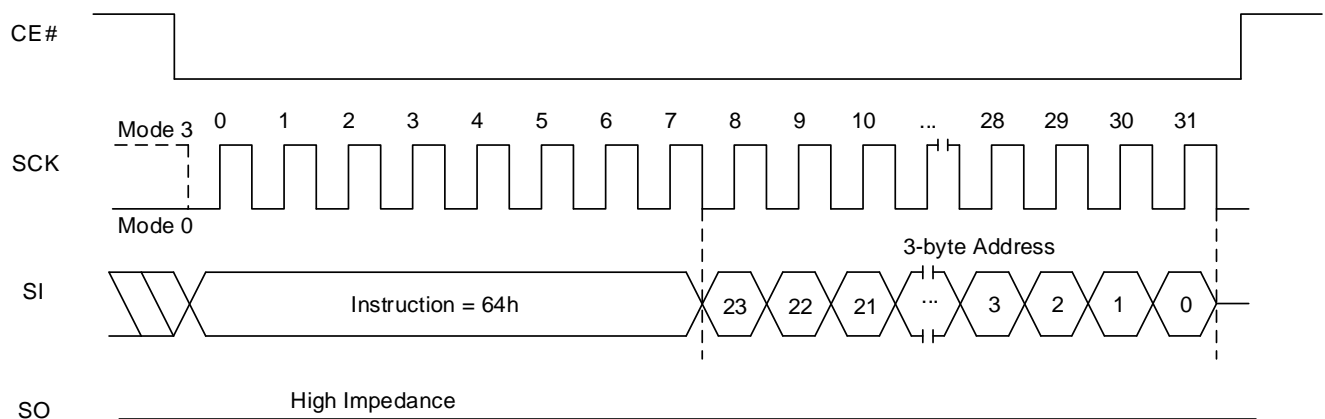 CE#
Mode 3 0 1 2 3 4 5 6 7 8 9 10 ... 28 29 30 31
SCK
Mode 0
3-byte Address
SI Instruction = 64h 23 22 21 ... 3 2 1 0
High Impedance
SO